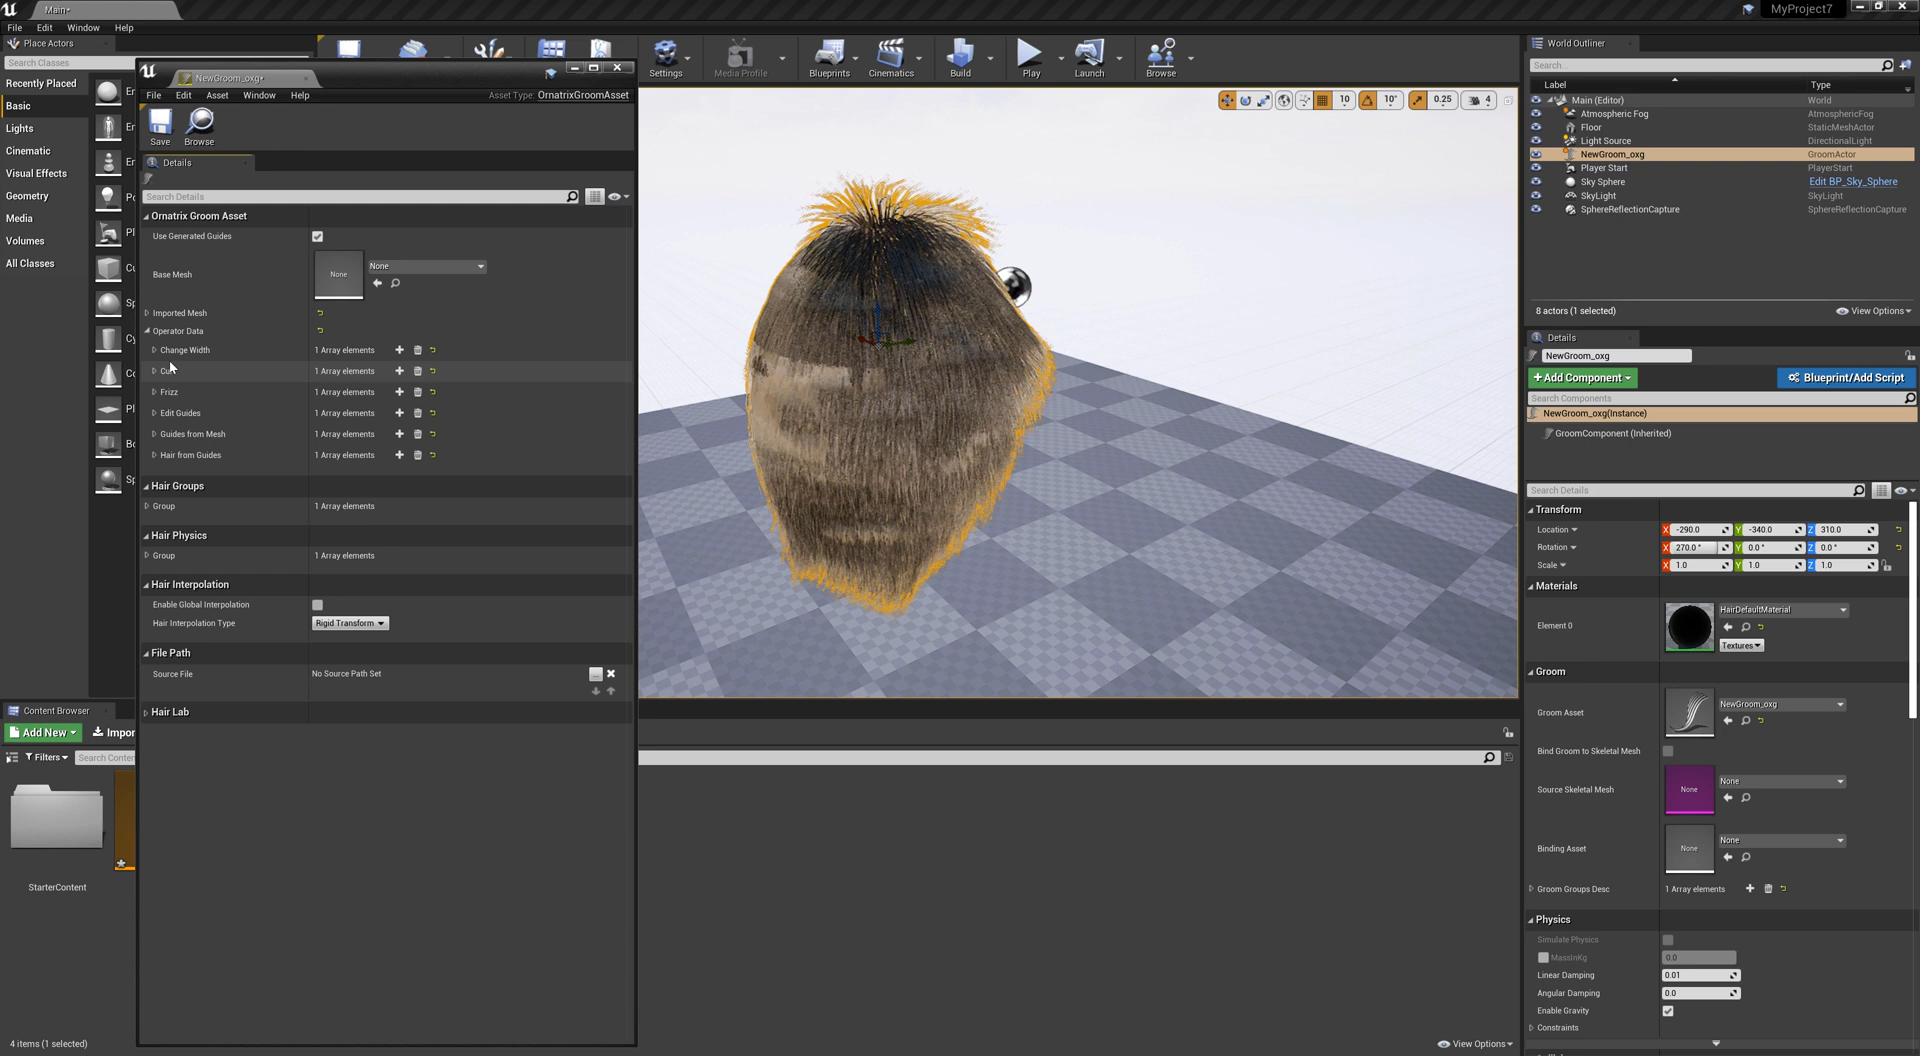 Main*
MyProject7
File Edit Window Help
Place Actors
Search Classes
Recently Placed
Basic
Lights
Cinematic
Visual Effects
Geometry
Media
Volumes
All Classes
Settings
Media Profile
Blueprints
Cinematics
Build
Play
Launch
Browse
10
10°
0.25
4
NewGroom_oxg*
File Edit Asset Window Help
Asset Type: OrnatrixGroomAsset
Save
Browse
Details
Search Details
Ornatrix Groom Asset
Use Generated Guides
Base Mesh
None
None
Imported Mesh
Operator Data
Change Width 1 Array elements
1 Array elements
Frizz 1 Array elements
Edit Guides 1 Array elements
Guides from Mesh 1 Array elements
Hair from Guides 1 Array elements
Hair Groups
Group 1 Array elements
Hair Physics
Group 1 Array elements
Hair Interpolation
Enable Global Interpolation
Hair Interpolation Type Rigid Transform
File Path
Source File No Source Path Set
...
Hair Lab
Content Browser
Add New
Impor
Filters
Search Conten
StarterContent
4 items (1 selected)
View Options
World Outliner
Search...
Label Type
Main (Editor) World
Atmospheric Fog AtmosphericFog
Floor StaticMeshActor
Light Source DirectionalLight
NewGroom_oxg GroomActor
Player Start PlayerStart
Sky Sphere Edit BP_Sky_Sphere
SkyLight SkyLight
SphereReflectionCapture SphereReflectionCapture
8 actors (1 selected)
View Options
Details
NewGroom_oxg
+Add Component
Blueprint/Add Script
Search Components
NewGroom_oxg(Instance)
GroomComponent (Inherited)
Search Details
Transform
Location X -290.0 Y -340.0 Z 310.0
Rotation X 270.0 ° Y 0.0 ° Z 0.0 °
Scale X 1.0 Y 1.0 Z 1.0
Materials
Element 0
HairDefaultMaterial
Textures
Groom
Groom Asset
NewGroom_oxg
Bind Groom to Skeletal Mesh
Source Skeletal Mesh
None
None
Binding Asset
None
None
Groom Groups Desc 1 Array elements
Physics
Simulate Physics
MassInKg 0.0
Linear Damping 0.01
Angular Damping 0.0
Enable Gravity
Constraints